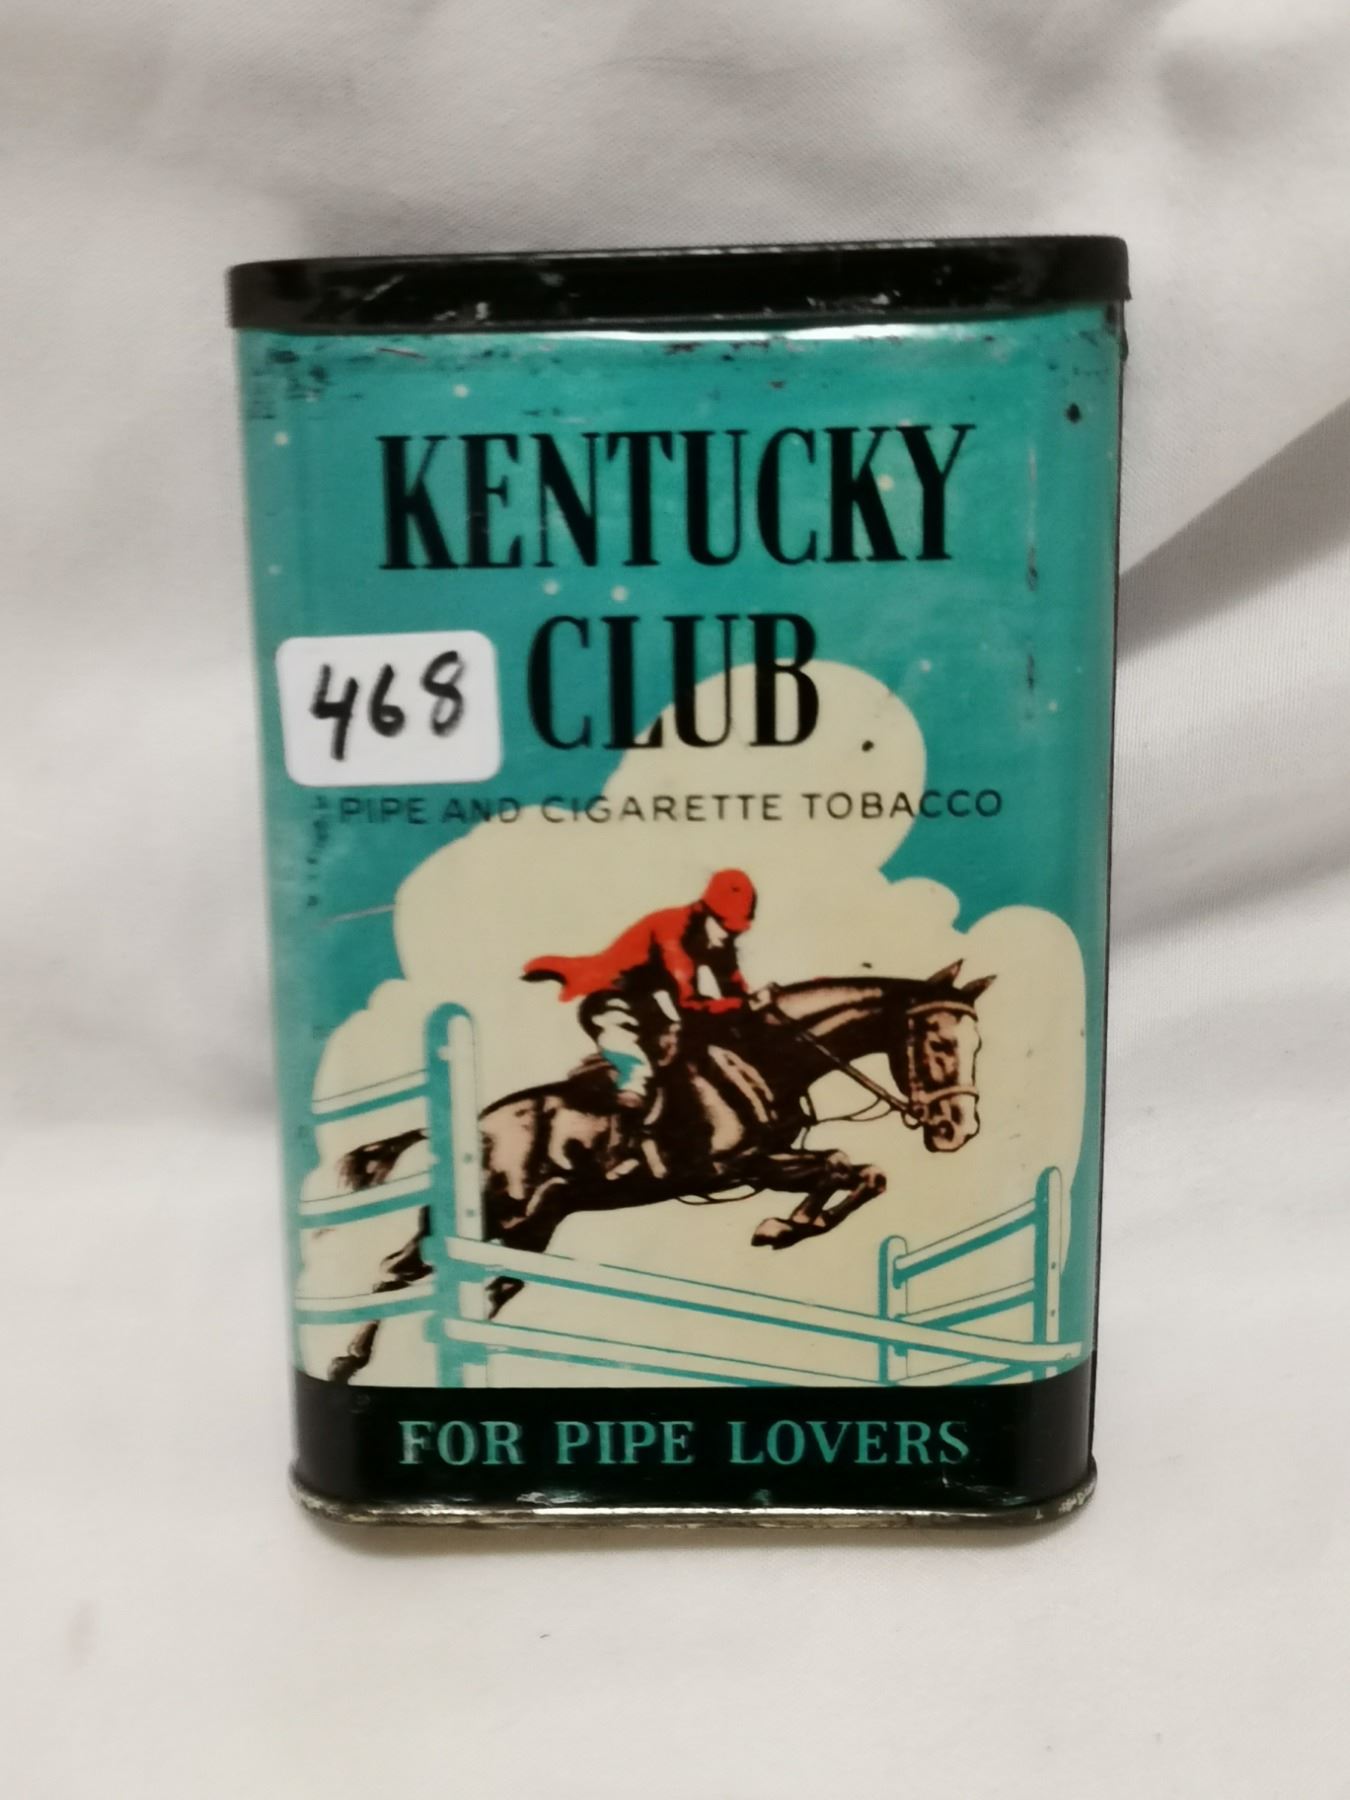 KENTUCKY
CLUB
468
PIPE AND CIGARETTE TOBACCO
FOR PIPE LOVERS